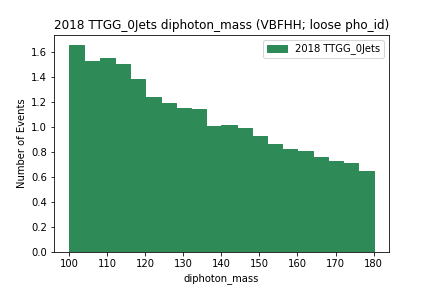 2018 TTGG_0Jets diphoton_mass (VBFHH; loose pho_id)
2018 TTGG_0Jets
Number of Events
1.6
1.4
1.2
1.0
0.8
0.6
0.4
0.2
0.0
100 110 120 130 140 150 160 170 180
diphoton_mass